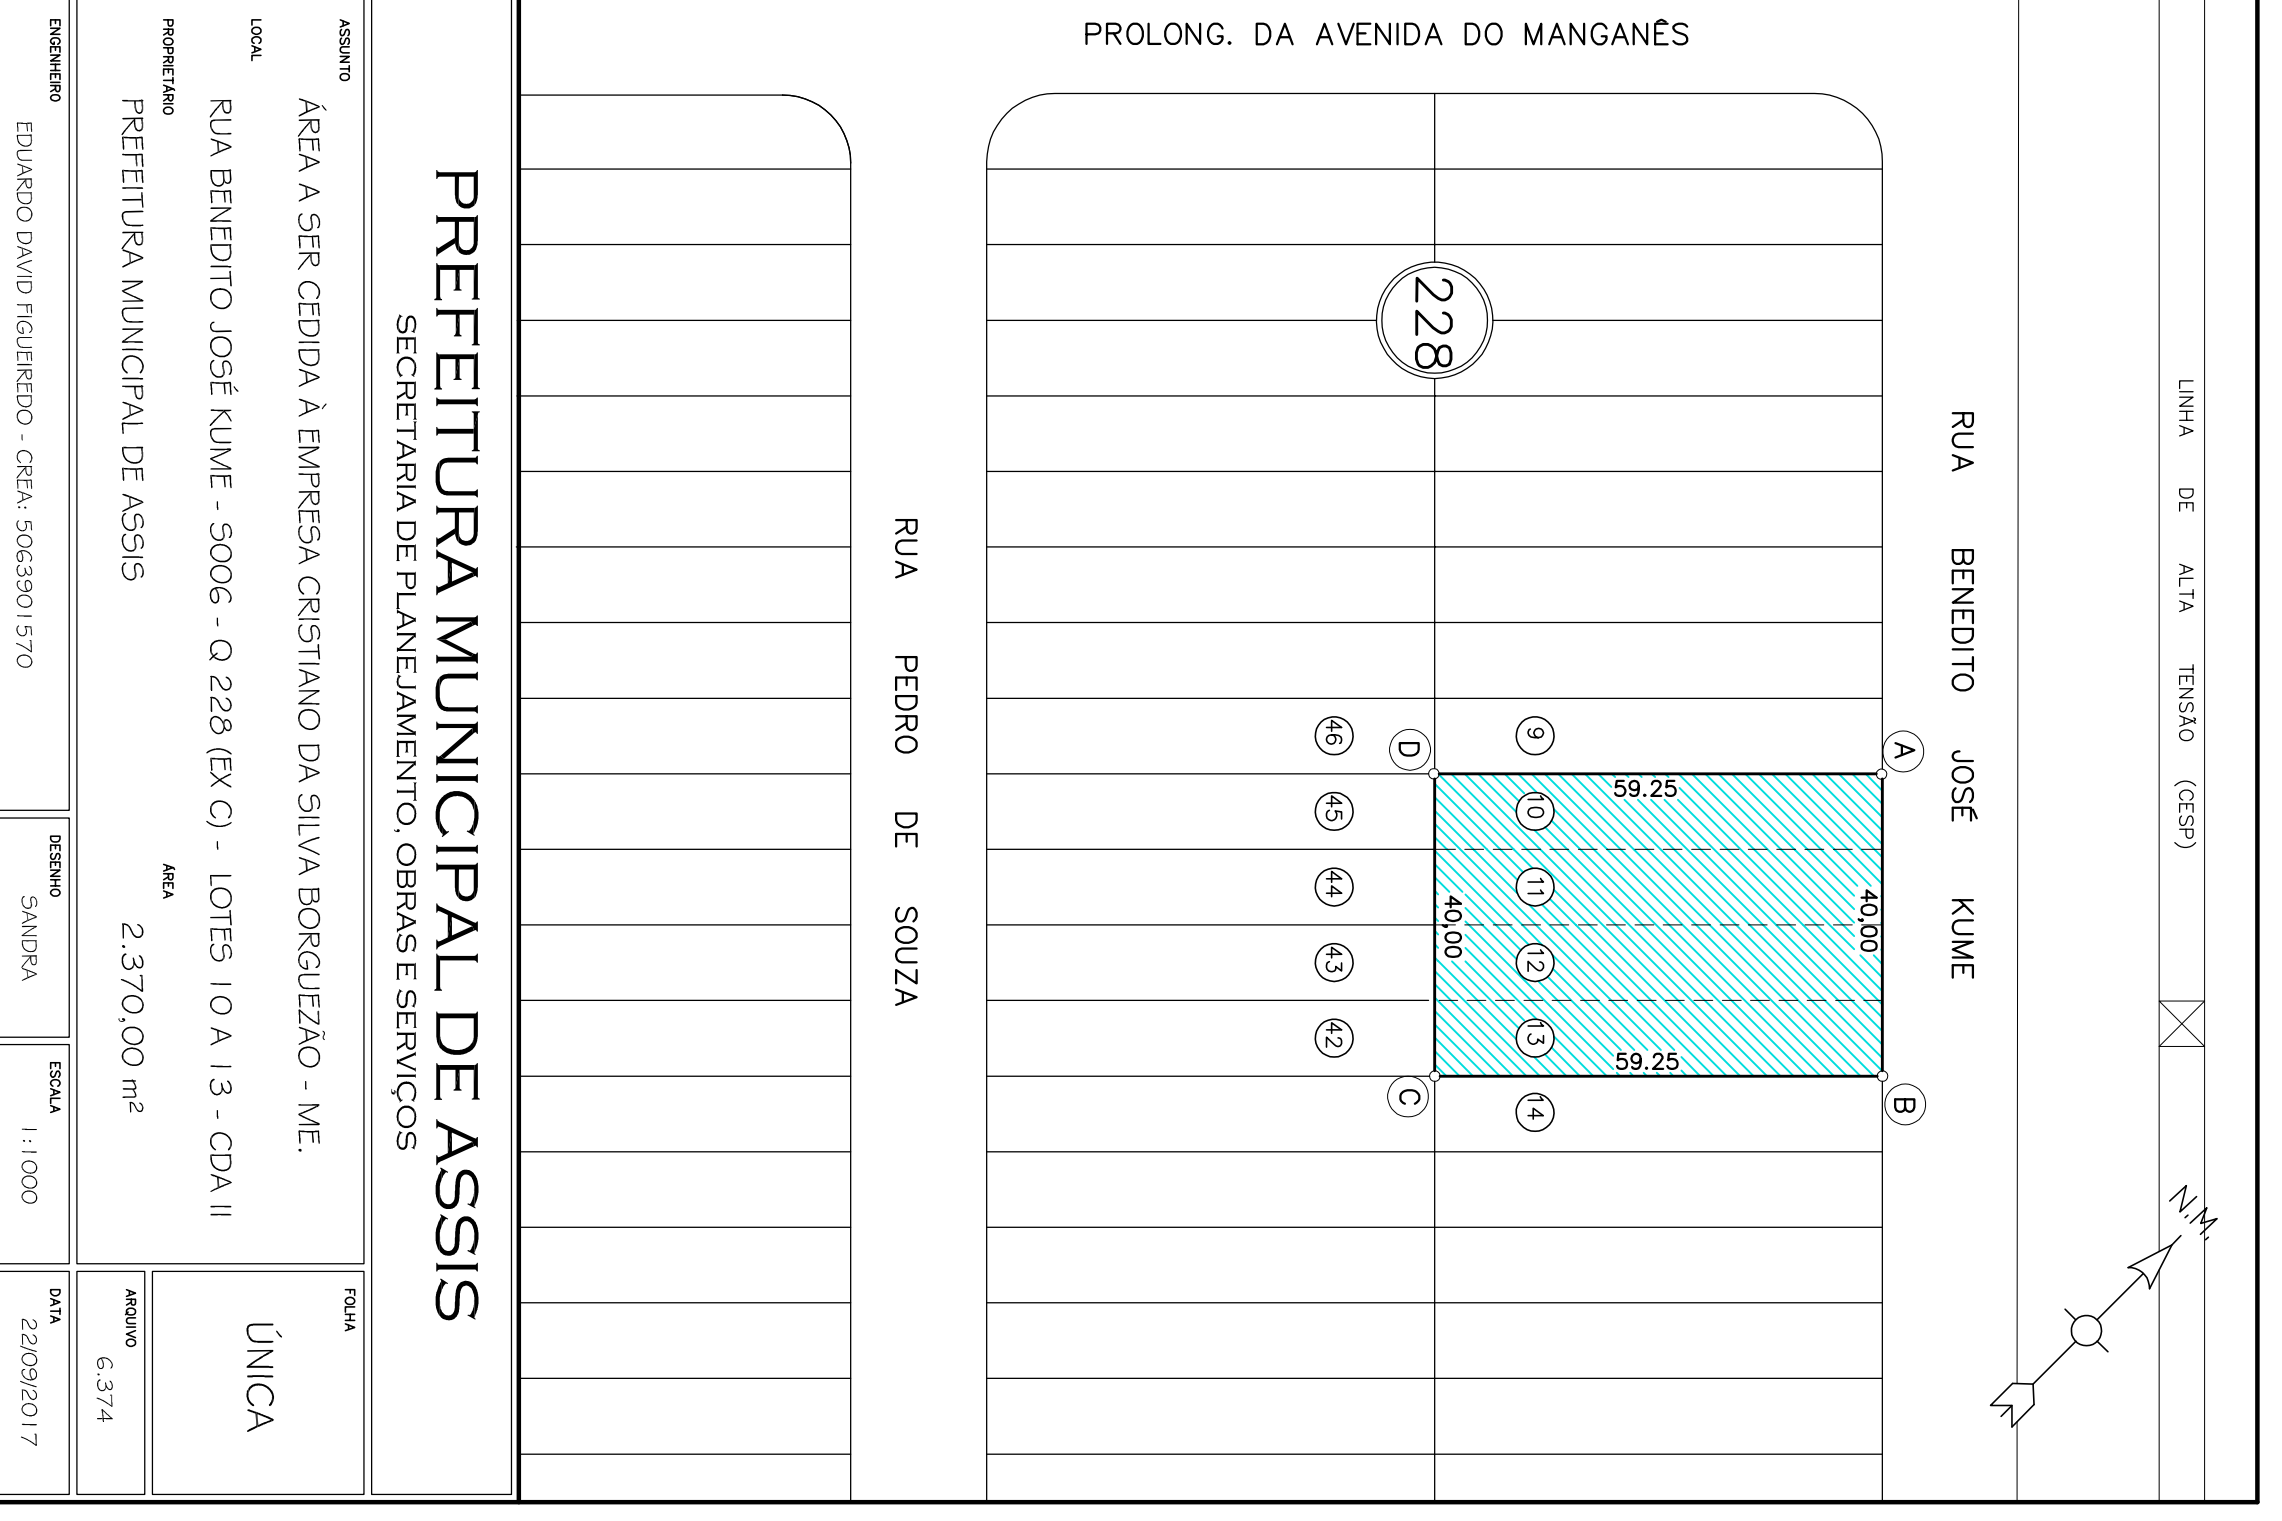 PROLONG. DA AVENIDA DO MANGANÊS
LINHA DE ALTA TENSÃO (CESP)
RUA BENEDITO JOSÉ KUME
N.M.
228
A
B
C
D
59.25
40,00
59.25
40,00
9
10
11
12
13
14
46
45
44
43
42
RUA PEDRO DE SOUZA
PREFEITURA MUNICIPAL DE ASSIS
SECRETARIA DE PLANEJAMENTO, OBRAS E SERVIÇOS
ASSUNTO
ÁREA A SER CEDIDA À EMPRESA CRISTIANO DA SILVA BORGUEZÃO - ME.
LOCAL
RUA BENEDITO JOSÉ KUME - S006 - Q 228 (EX C) - LOTES 10 A 13 - CDA II
PROPRIETÁRIO
PREFEITURA MUNICIPAL DE ASSIS
ÁREA
2.370,00 m²
FOLHA
ÚNICA
ARQUIVO
6.374
ENGENHEIRO
EDUARDO DAVID FIGUEIREDO - CREA: 5063901570
DESENHO
SANDRA
ESCALA
1:1000
DATA
22/09/2017